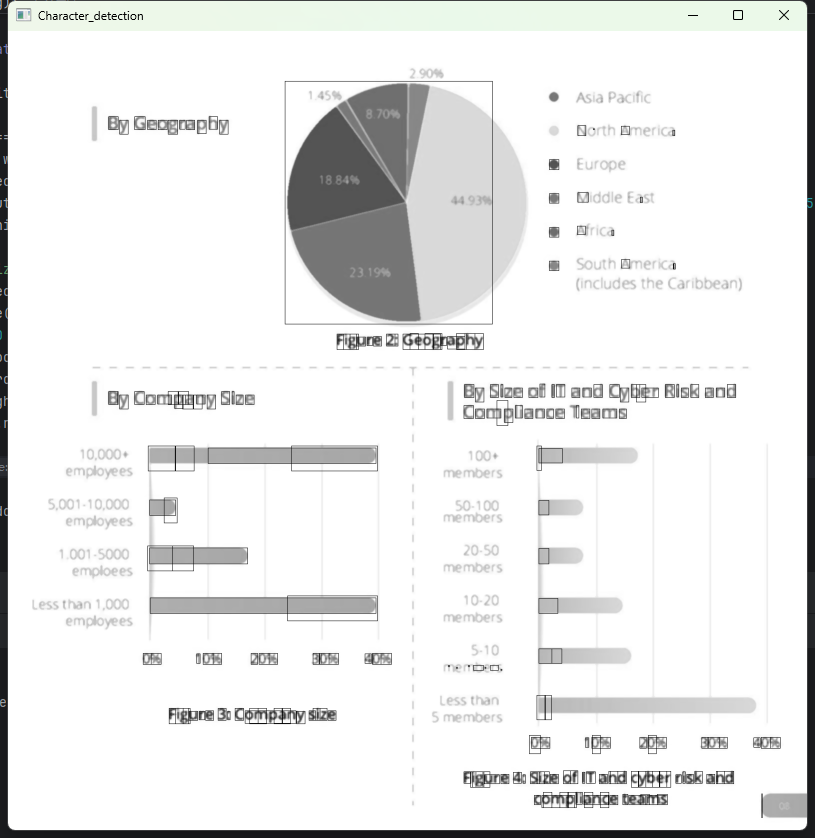 Character_detection
By Geography
2.90%
1.45%
8.70%
18.84%
44.93%
23.19%
Asia Pacific
North America
Europe
Middle East
Africa
South America
(includes the Caribbean)
Figure 2: Geography
By Company Size
10,000+
employees
5,001-10,000
employees
1.001-5000
emploees
Less than 1,000
employees
0% 10% 20% 30% 40%
Figure 3: Company size
By Size of IT and Cyber Risk and
Compliance Teams
100+
members
50-100
members
20-50
members
10-20
members
5-10
members
Less than
5 members
0% 10% 20% 30% 40%
Figure 4: Size of IT and cyber risk and
compliance teams